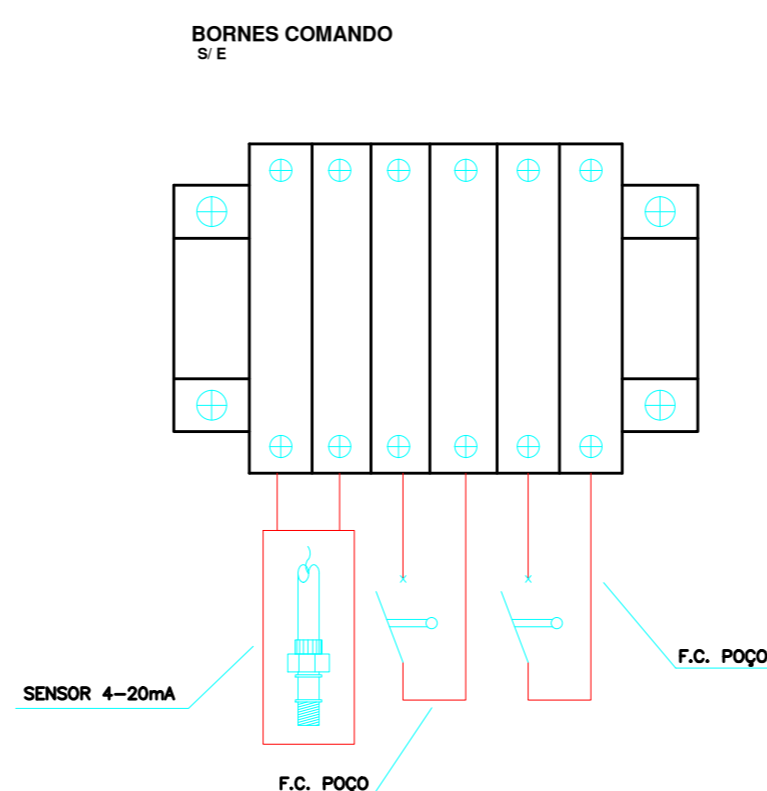 BORNES COMANDO
S/ E
F.C. POÇO
SENSOR 4-20mA
F.C. POÇO